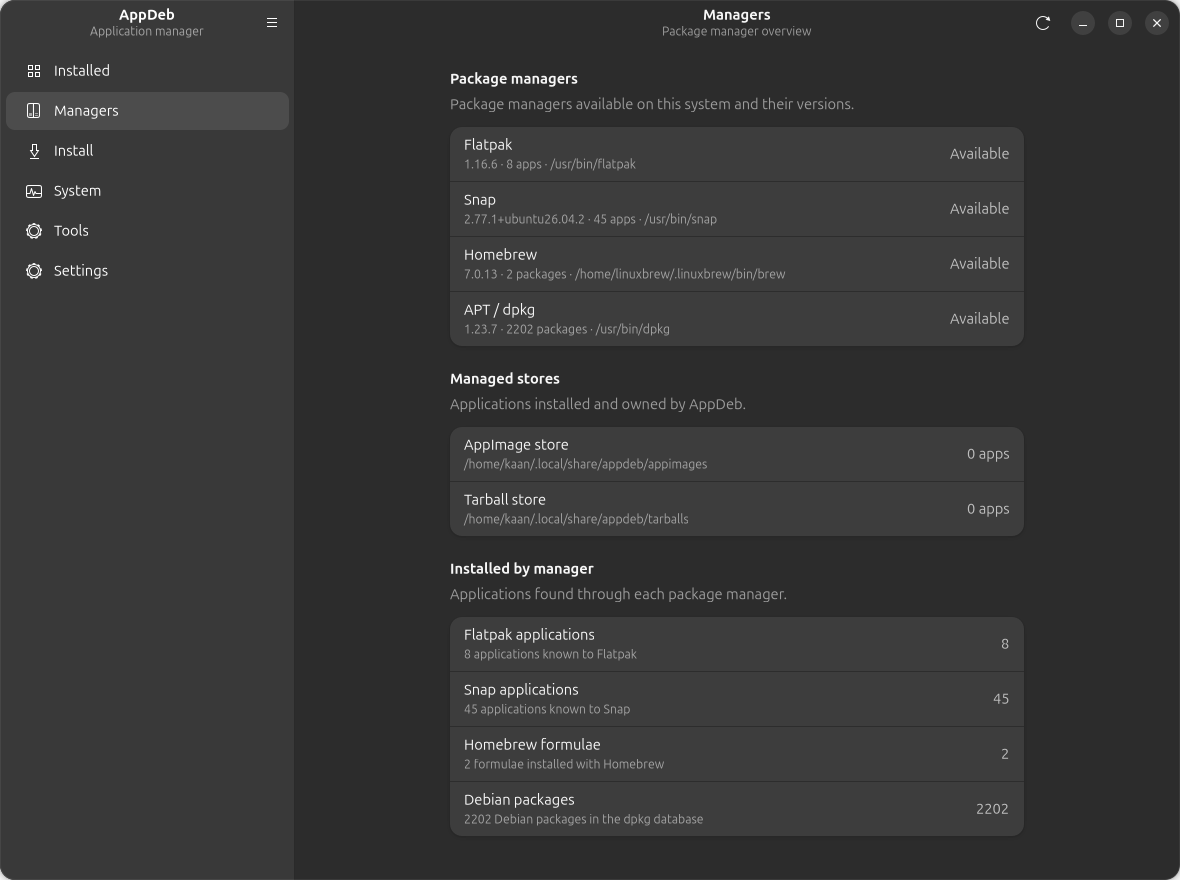 AppDeb
Application manager
Installed
Managers
Install
System
Tools
Settings
Managers
Package manager overview
Package managers
Package managers available on this system and their versions.
Flatpak
1.16.6 · 8 apps · /usr/bin/flatpak
Available
Snap
2.77.1+ubuntu26.04.2 · 45 apps · /usr/bin/snap
Available
Homebrew
7.0.13 · 2 packages · /home/linuxbrew/.linuxbrew/bin/brew
Available
APT / dpkg
1.23.7 · 2202 packages · /usr/bin/dpkg
Available
Managed stores
Applications installed and owned by AppDeb.
AppImage store
/home/kaan/.local/share/appdeb/appimages
0 apps
Tarball store
/home/kaan/.local/share/appdeb/tarballs
0 apps
Installed by manager
Applications found through each package manager.
Flatpak applications
8 applications known to Flatpak
8
Snap applications
45 applications known to Snap
45
Homebrew formulae
2 formulae installed with Homebrew
2
Debian packages
2202 Debian packages in the dpkg database
2202